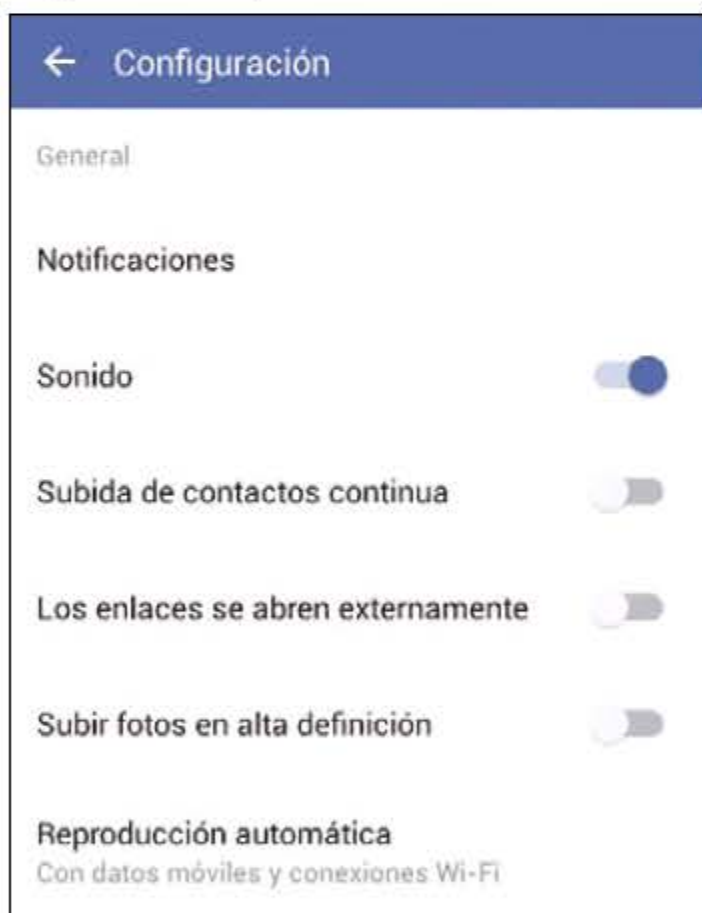 Configuración
General
Notificaciones
Sonido
Subida de contactos continua
Los enlaces se abren externamente
Subir fotos en alta definición
Reproducción automática
Con datos móviles y conexiones Wi-Fi